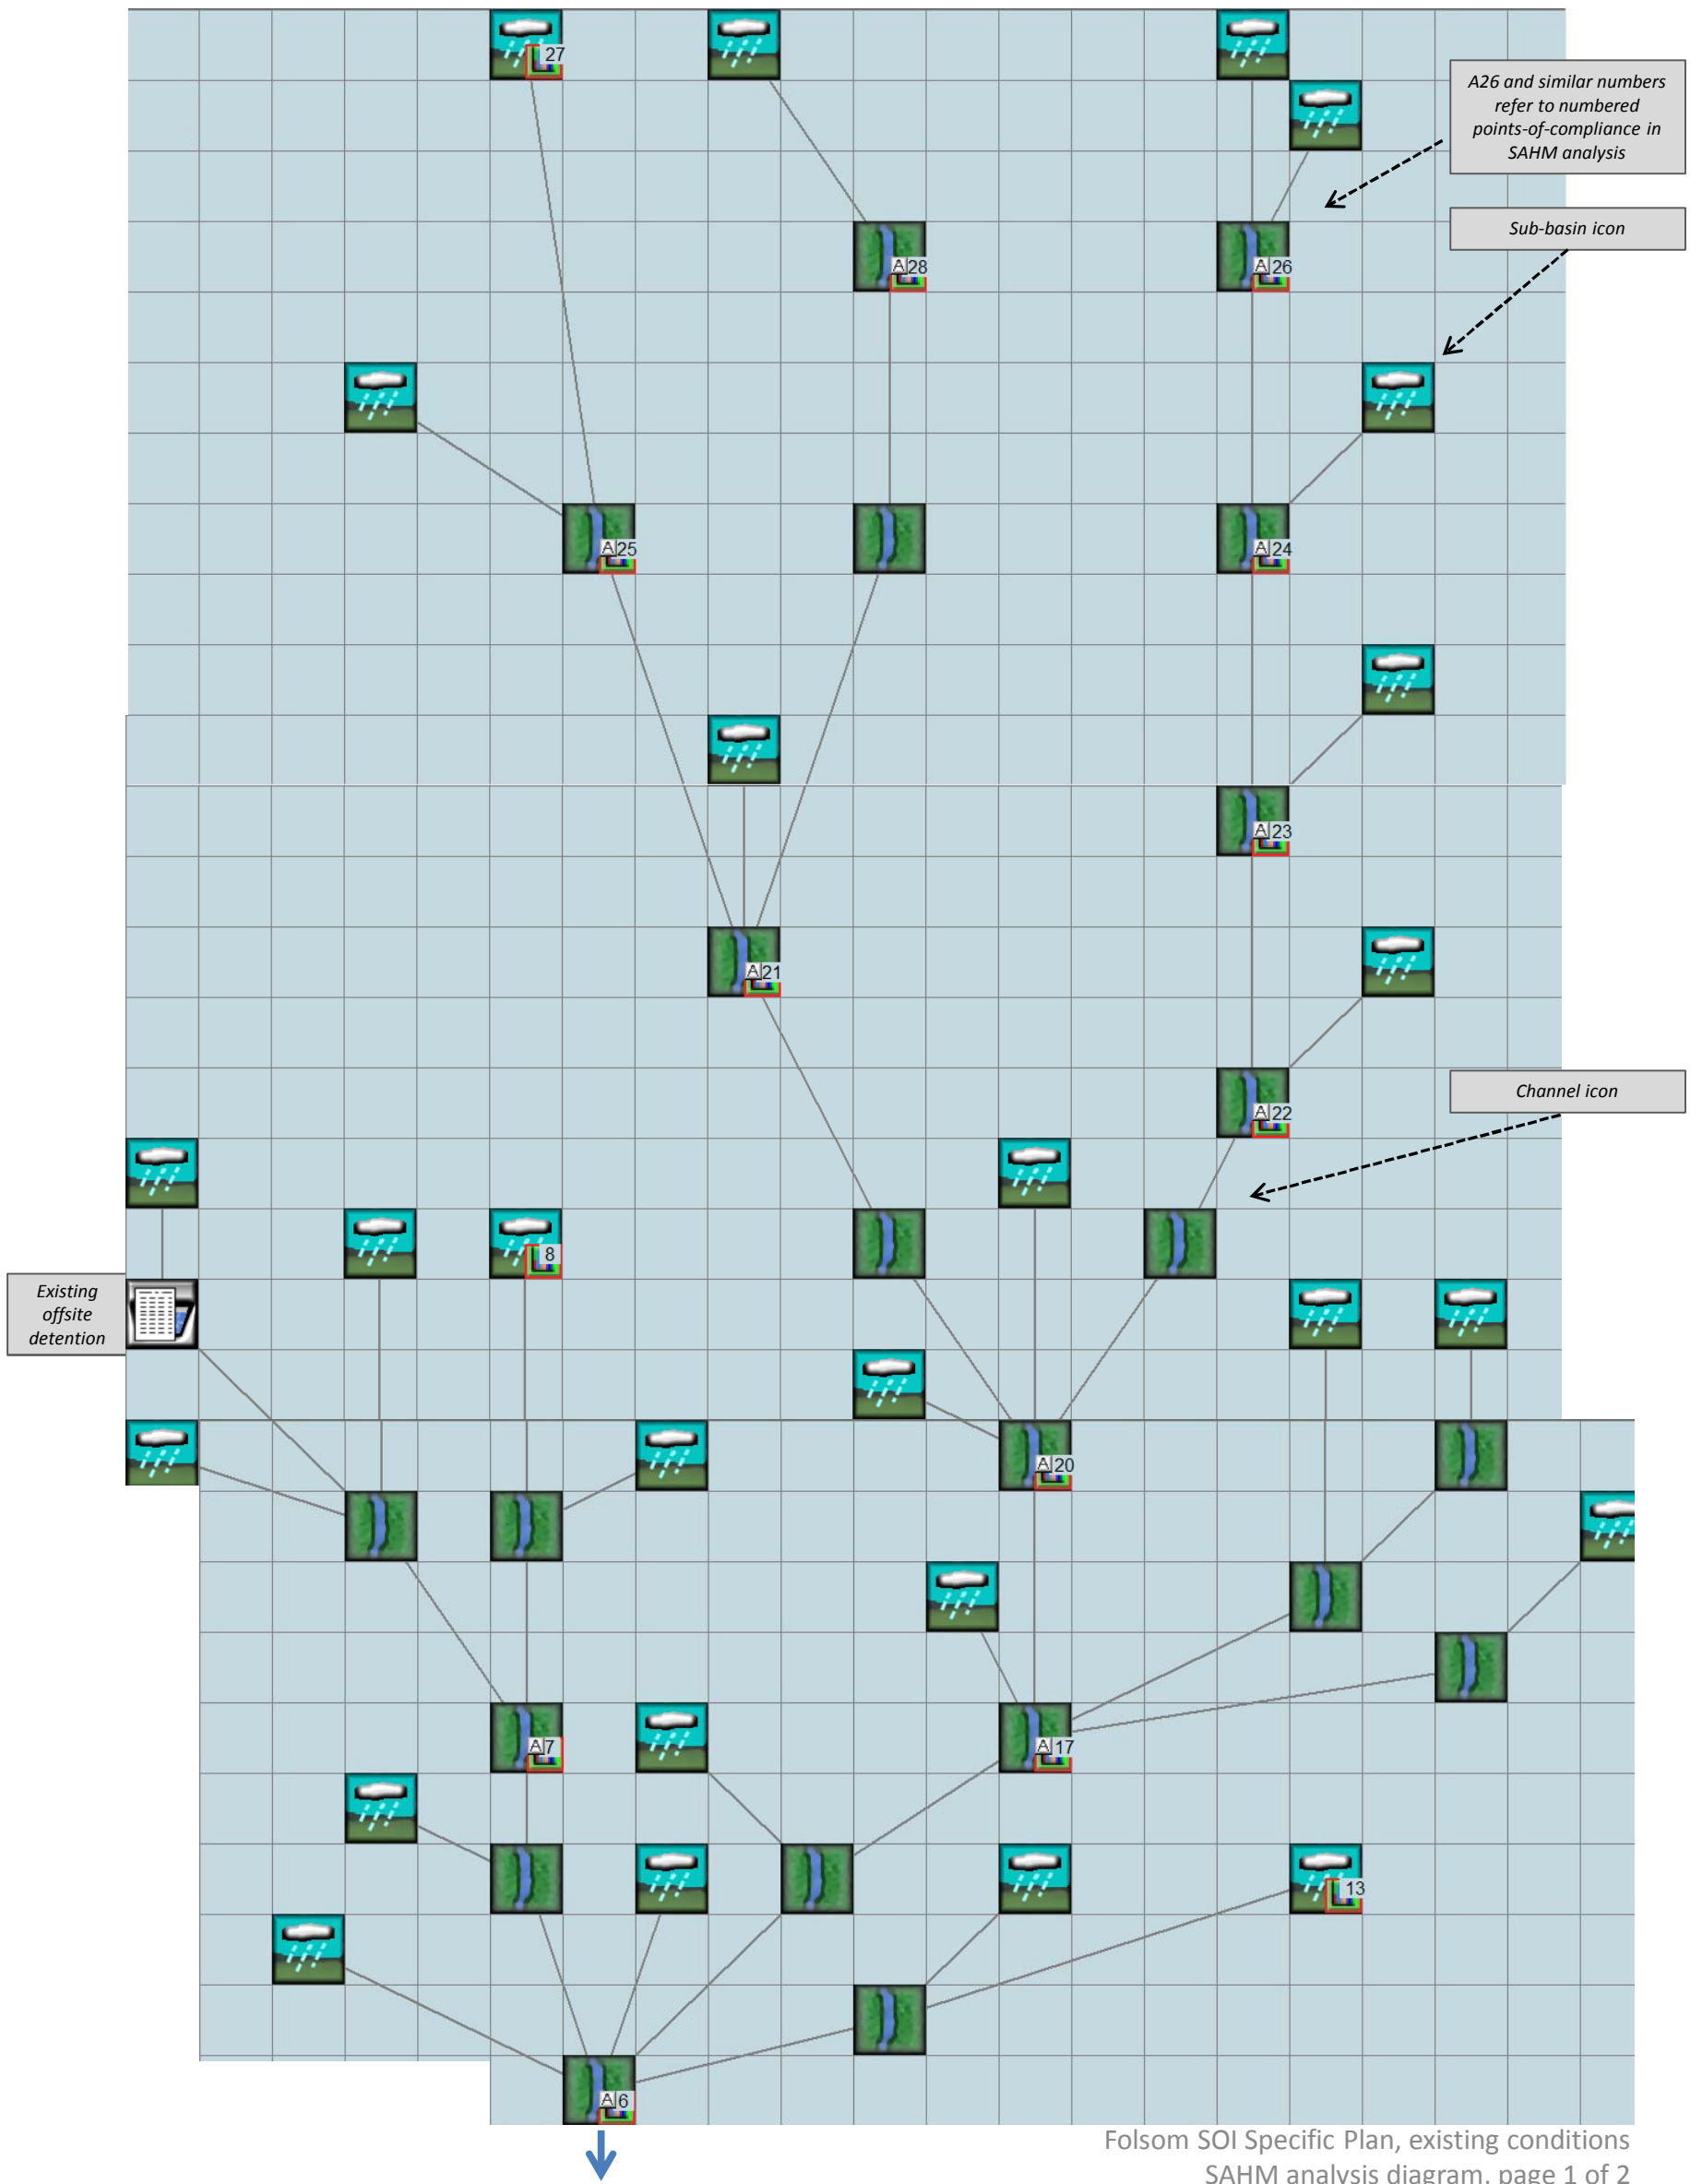 27
A26 and similar numbers
refer to numbered
points-of-compliance in
SAHM analysis
Sub-basin icon
A 28
A 26
A 25
A 24
A 23
A 21
Channel icon
A 22
8
Existing
offsite
detention
A 20
A 7
A 17
13
A 6
Folsom SOI Specific Plan, existing conditions
SAHM analysis diagram, page 1 of 2